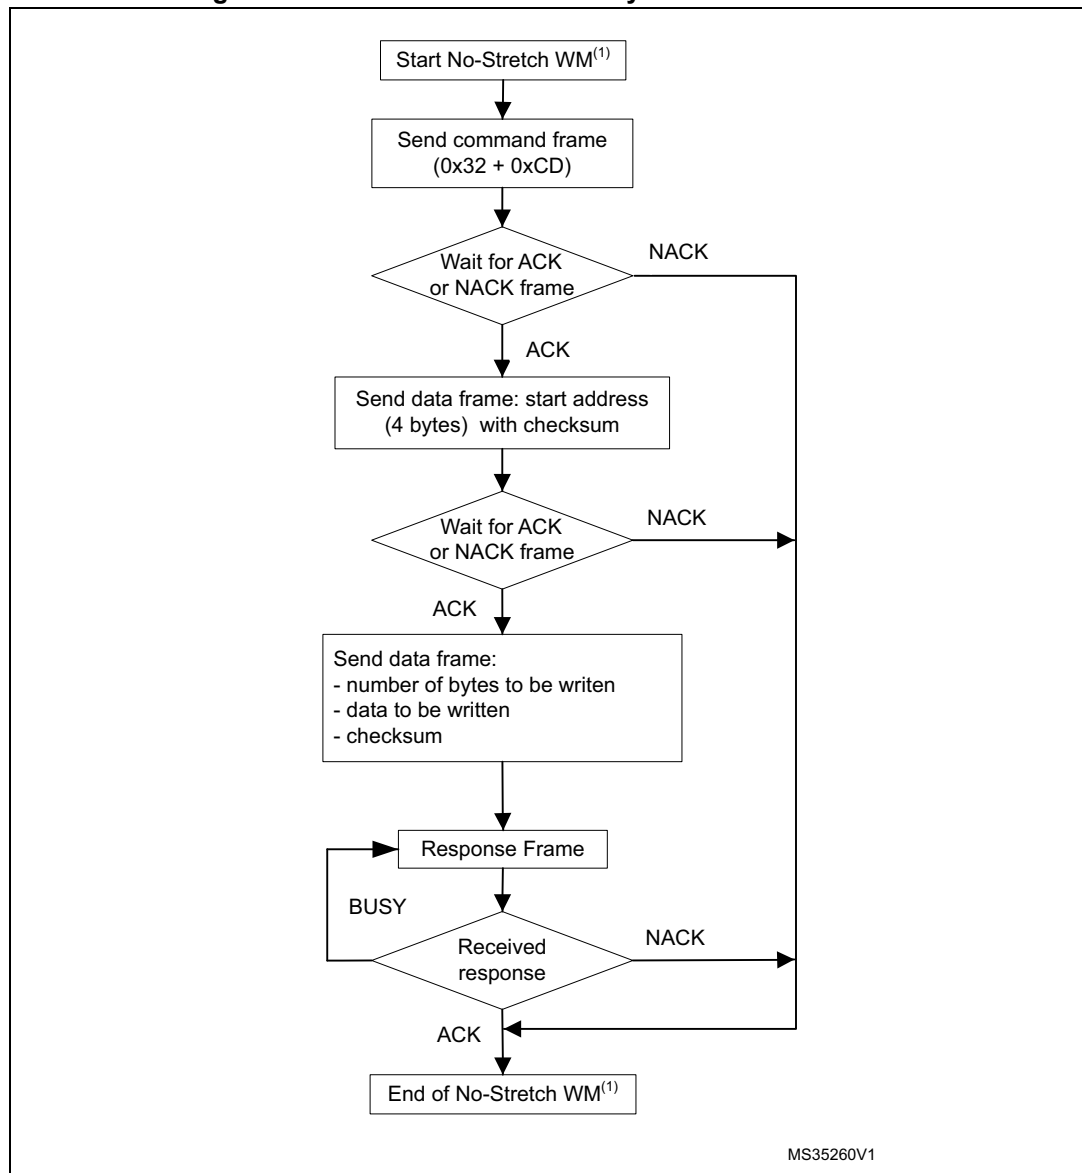 Start No-Stretch WM(1)
Send command frame
(0x32 + 0xCD)
Wait for ACK
or NACK frame
NACK
ACK
Send data frame: start address
(4 bytes) with checksum
Wait for ACK
or NACK frame
NACK
ACK
Send data frame:
- number of bytes to be writen
- data to be written
- checksum
Response Frame
BUSY
Received
response
NACK
ACK
End of No-Stretch WM(1)
MS35260V1